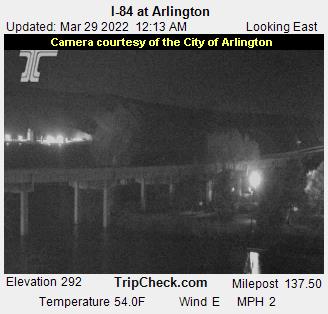 I-84 at Arlington
Updated: Mar 29 2022 12:13 AM Looking East
Camera courtesy of the City of Arlington
Elevation 292 TripCheck.com Milepost 137.50
Temperature 54.0F Wind E MPH 2